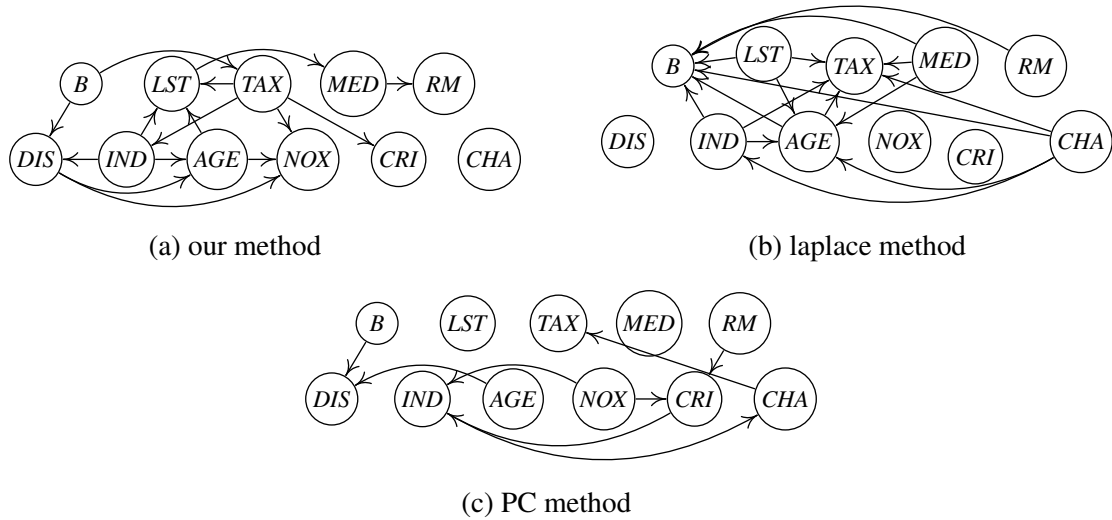 B LST TAX MED RM
DIS IND AGE NOX CRI CHA
(a) our method
B LST TAX MED RM
DIS IND AGE NOX CRI CHA
(b) laplace method
B LST TAX MED RM
DIS IND AGE NOX CRI CHA
(c) PC method